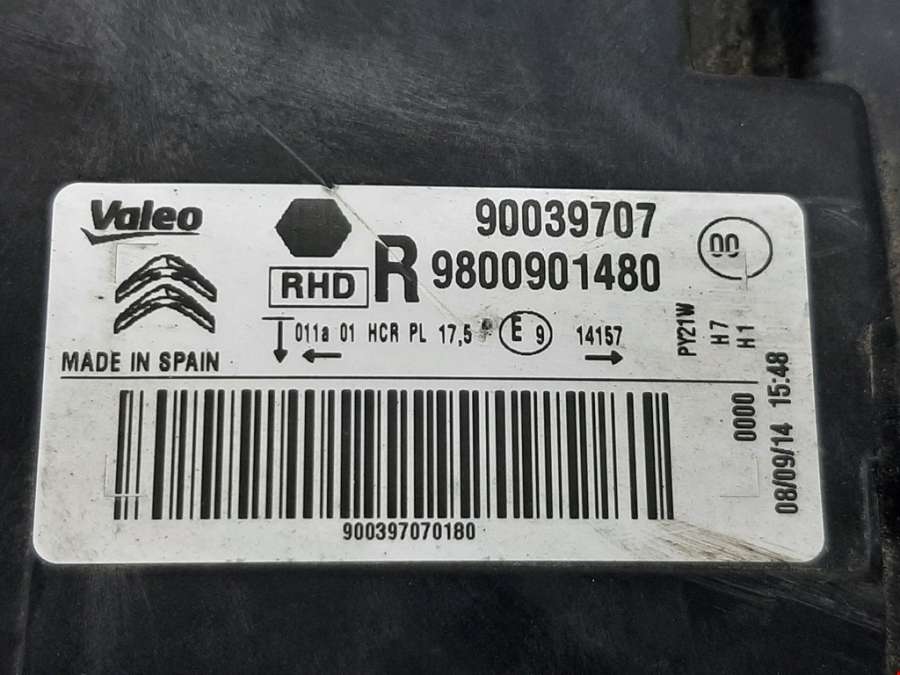 Valeo
90039707
00
RHD R 9800901480
011a 01 HCR PL 17,5 E 9 14157
PY21W
H7
H1
MADE IN SPAIN
0000
08/09/14 15:48
900397070180